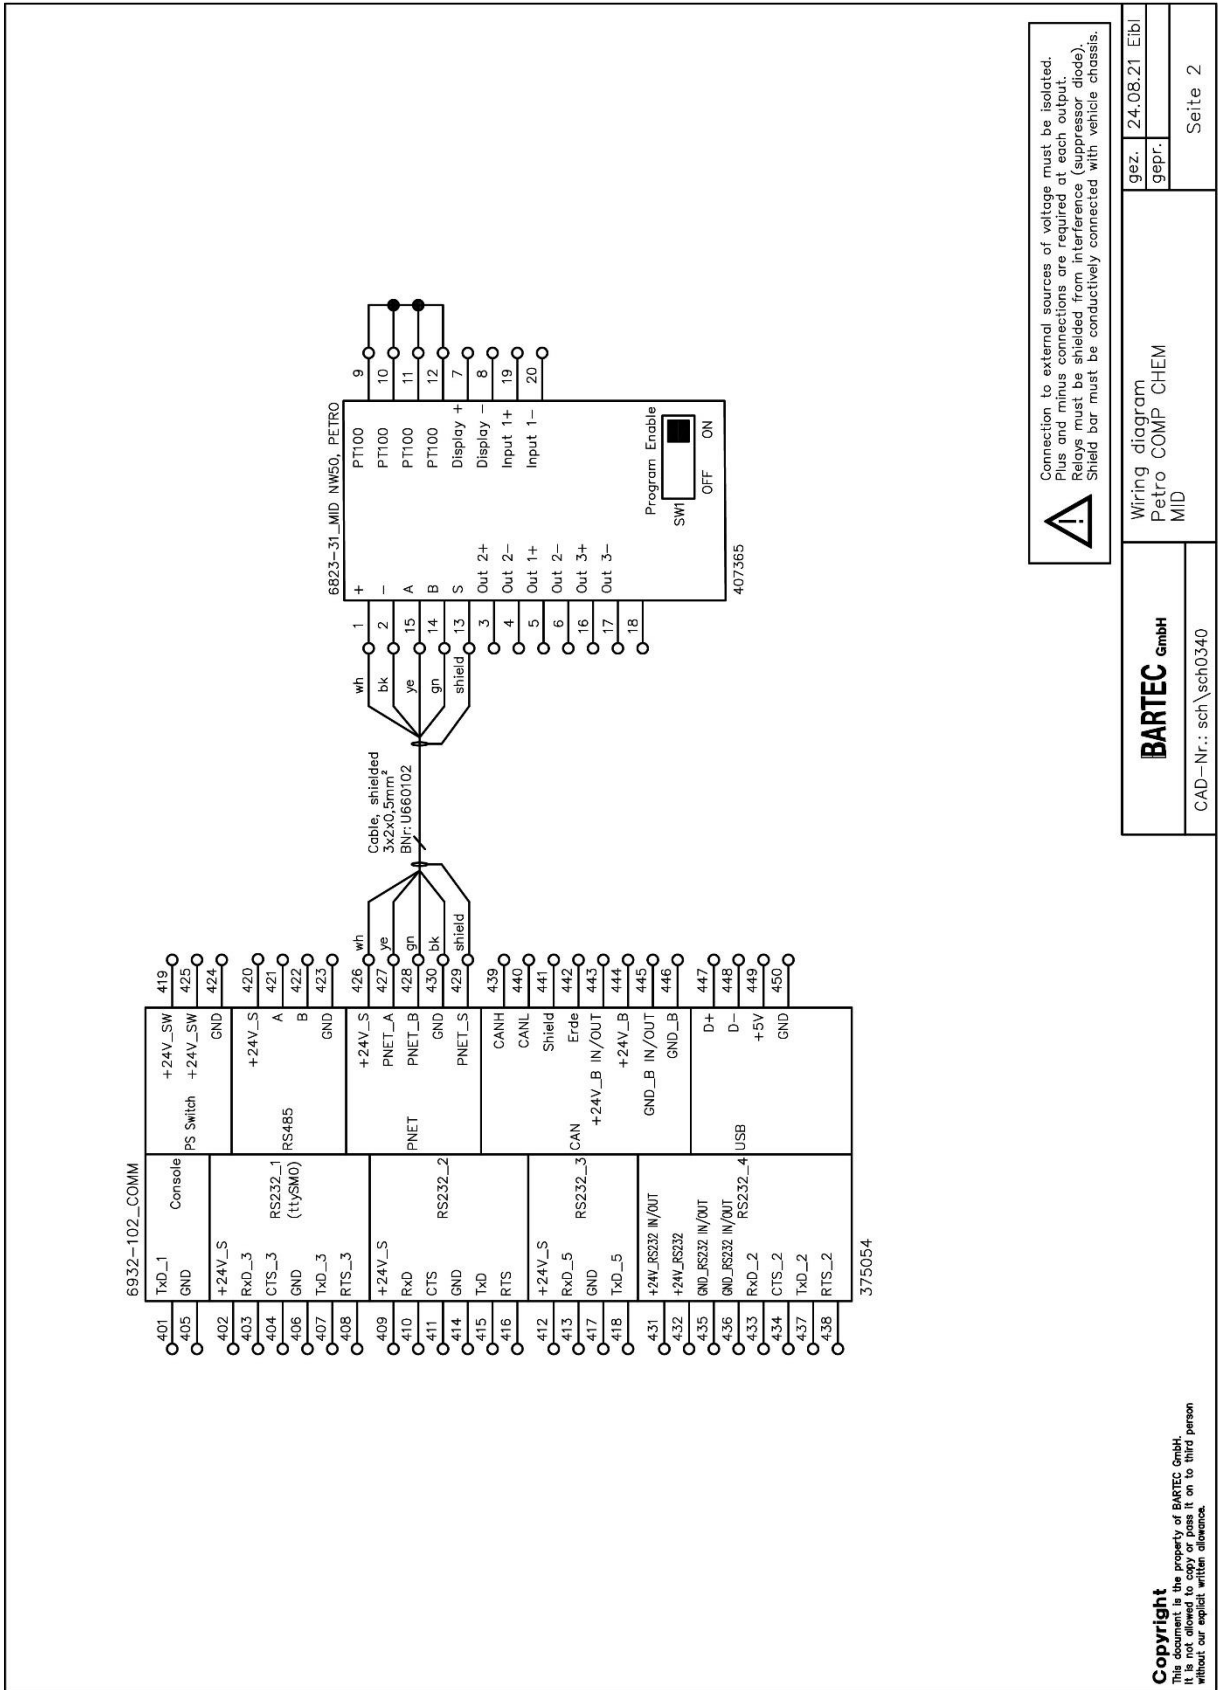 6932-102_COMM
401 TxD_1
405 GND
Console
402 +24V_S
403 RxD_3
404 CTS_3
406 GND
407 TxD_3
408 RTS_3
RS232_1
(ttySM0)
409 +24V_S
410 RxD
411 CTS
414 GND
415 TxD
416 RTS
RS232_2
412 +24V_S
413 RxD_5
417 GND
418 TxD_5
RS232_3
431 +24V_RS232 IN/OUT
432 +24V_RS232
435 GND_RS232 IN/OUT
436 GND_RS232 IN/OUT
433 RxD_2
434 CTS_2
437 TxD_2
438 RTS_2
RS232_4
375054
PS Switch
+24V_SW 419
+24V_SW 425
GND 424
RS485
+24V_S 420
A 421
B 422
GND 423
PNET
+24V_S 426 wh
PNET_A 427 ye
PNET_B 428 gn
GND 430 bk
PNET_S 429 shield
CAN
CANH 439
CANL 440
Shield 441
Erde 442
+24V_B IN/OUT 443
+24V_B 444
GND_B IN/OUT 445
GND_B 446
USB
D+ 447
D- 448
+5V 449
GND 450
Cable, shielded
3x2x0,5mm²
BNr: U660102
6823-31_MID NW50, PETRO
wh 1 +
bk 2 -
ye 15 A
gn 14 B
shield 13 S
3 Out 2+
4 Out 2-
5 Out 1+
6 Out 2-
16 Out 3+
17 Out 3-
18
PT100 9
PT100 10
PT100 11
PT100 12
Display + 7
Display - 8
Input 1+ 19
Input 1- 20
Program Enable
SW1
OFF ON
407365
Connection to external sources of voltage must be isolated.
Plus and minus connections are required at each output.
Relays must be shielded from interference (suppressor diode).
Shield bar must be conductively connected with vehicle chassis.
Copyright
This document is the property of BARTEC GmbH.
It is not allowed to copy or pass it on to third person
without our explicit written allowance.
BARTEC GmbH
CAD-Nr.: sch\sch0340
Wiring diagram
Petro COMP CHEM
MID
gez. 24.08.21 Eibl
gepr.
Seite 2